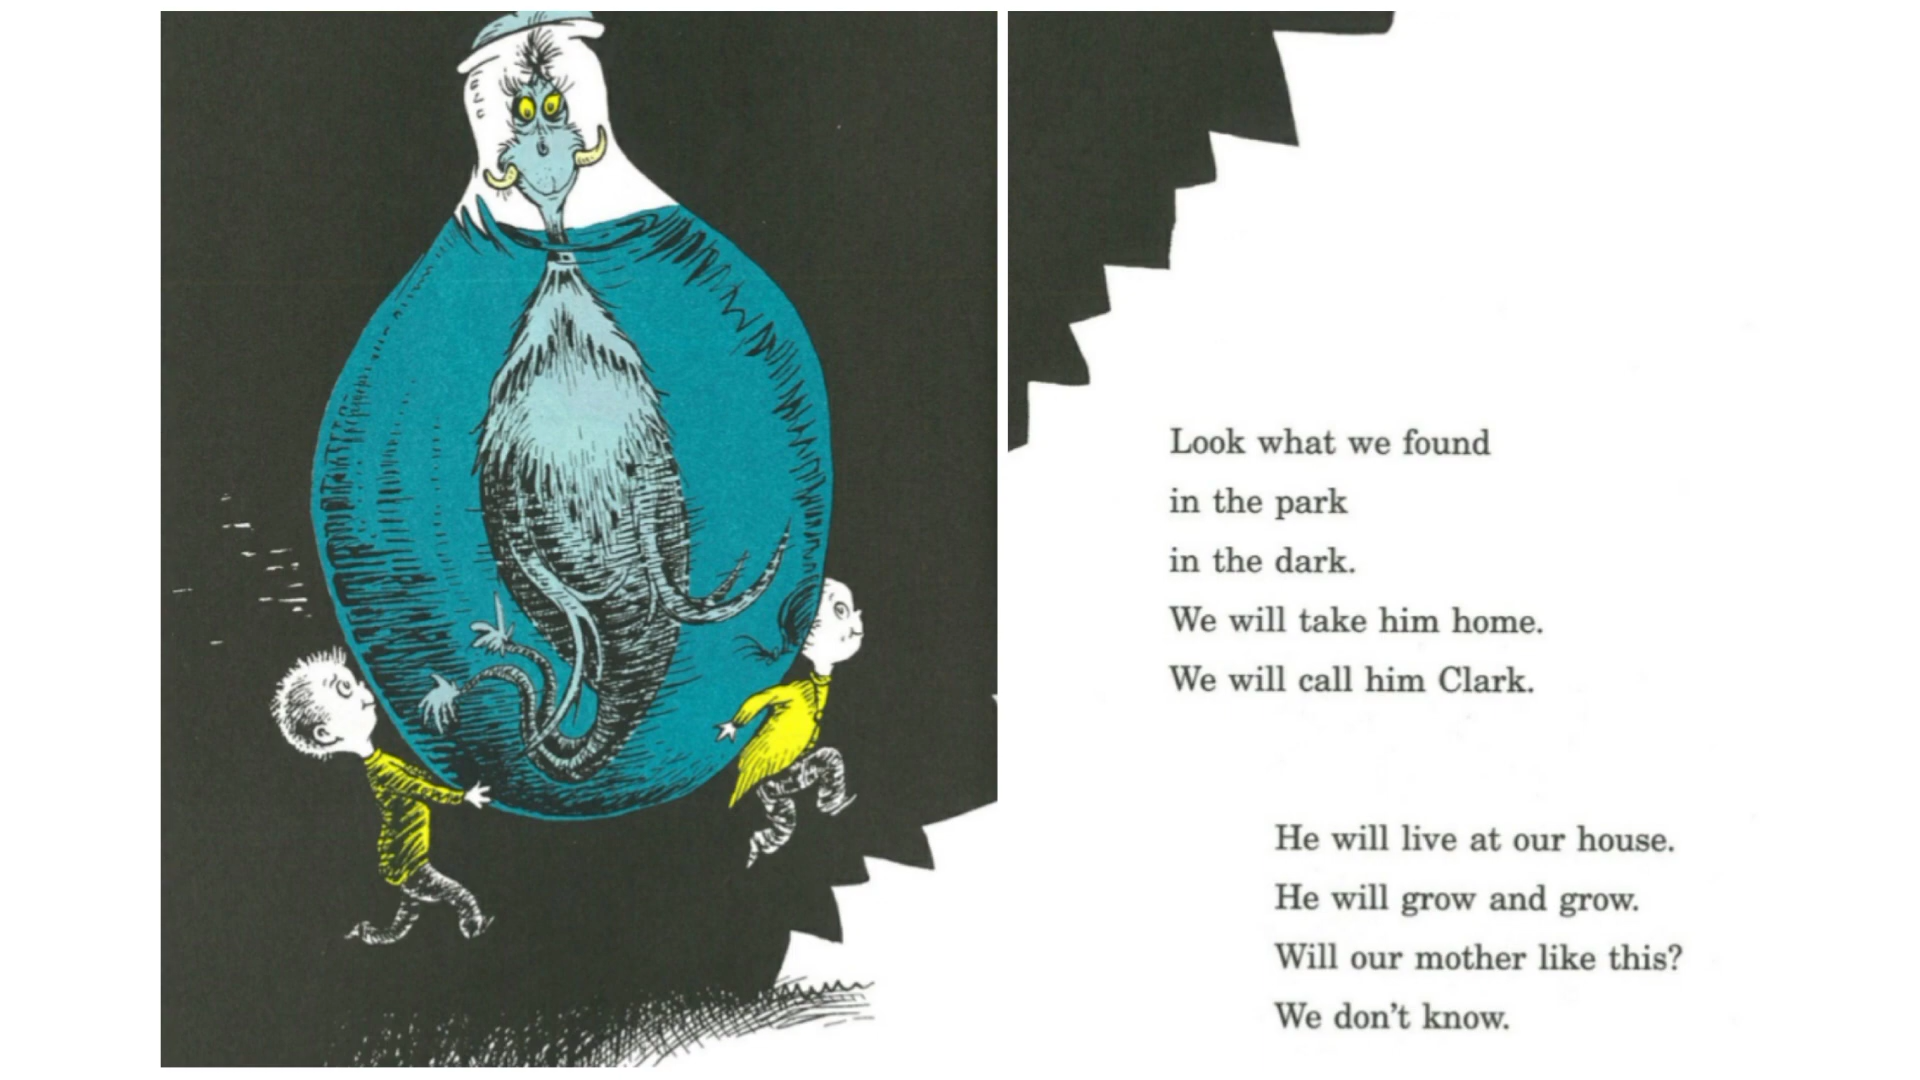 Look what we found
in the park
in the dark.
We will take him home.
We will call him Clark.
He will live at our house.
He will grow and grow.
Will our mother like this?
We don't know.